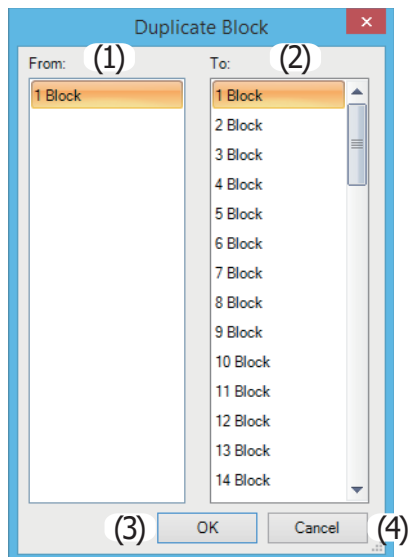 Duplicate Block
From: (1) To: (2)
1 Block
1 Block
2 Block
3 Block
4 Block
5 Block
6 Block
7 Block
8 Block
9 Block
10 Block
11 Block
12 Block
13 Block
14 Block
(3) OK Cancel (4)